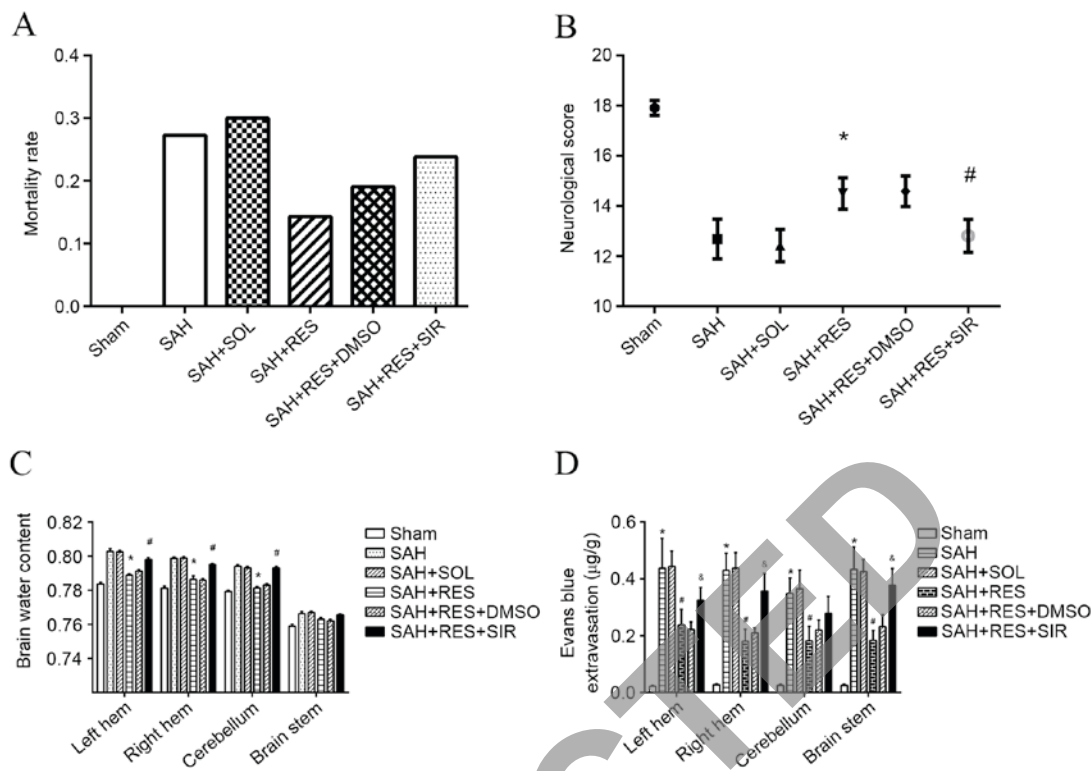 A
Mortality rate
0.4
0.3
0.2
0.1
0.0
Sham
SAH
SAH+SOL
SAH+RES
SAH+RES+DMSO
SAH+RES+SIR
B
Neurological score
20
18
16
14
12
10
*
#
Sham
SAH
SAH+SOL
SAH+RES
SAH+RES+DMSO
SAH+RES+SIR
C
Brain water content
0.82
0.80
0.78
0.76
0.74
* #
* #
* #
Left hem
Right hem
Cerebellum
Brain stem
Sham
SAH
SAH+SOL
SAH+RES
SAH+RES+DMSO
SAH+RES+SIR
D
Evans blue
extravasation (µg/g)
0.6
0.4
0.2
0.0
* # &
* # &
* #
* # &
Left hem
Right hem
Cerebellum
Brain stem
Sham
SAH
SAH+SOL
SAH+RES
SAH+RES+DMSO
SAH+RES+SIR
CTED